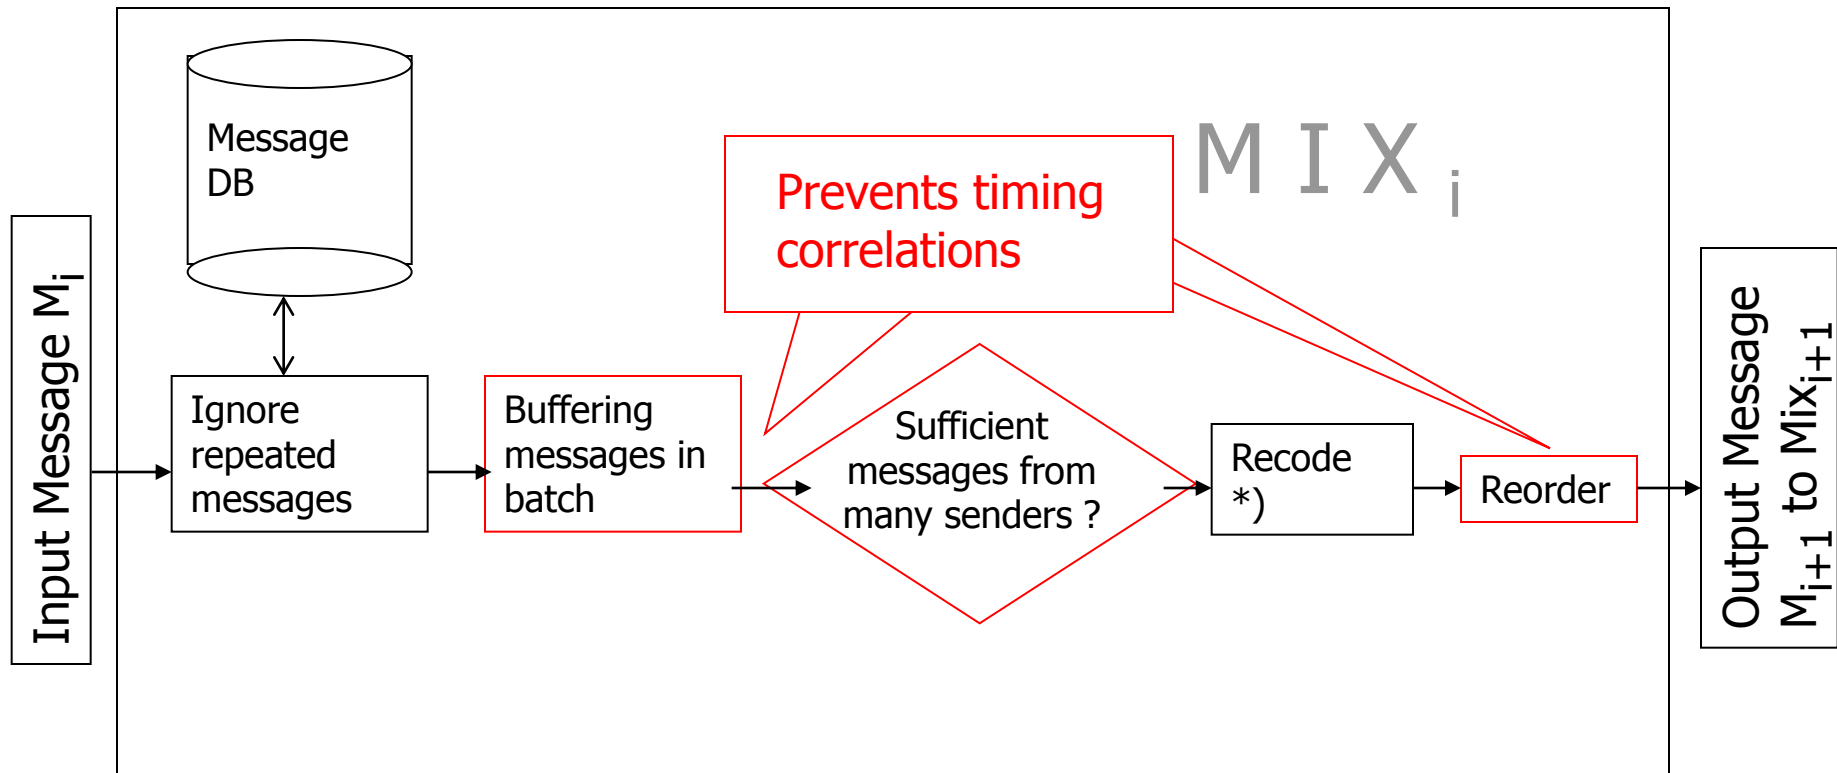 Input Message Mi
Message
DB
Ignore
repeated
messages
Buffering
messages in
batch
Prevents timing
correlations
M I X i
Sufficient
messages from
many senders ?
Recode
*)
Reorder
Output Message
Mi+1 to Mixi+1